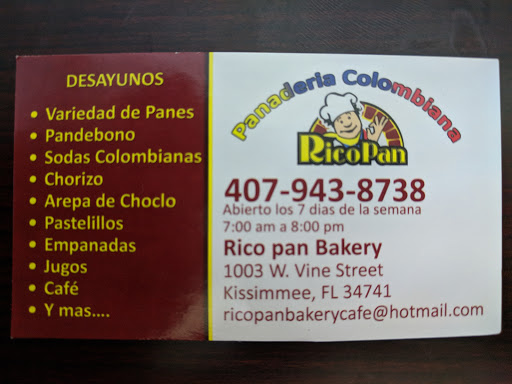 DESAYUNOS
• Variedad de Panes
• Pandebono
• Sodas Colombianas
• Chorizo
• Arepa de Choclo
• Pastelillos
• Empanadas
• Jugos
• Café
• Y mas....
Panaderia Colombiana
RicoPan
407-943-8738
Abierto los 7 dias de la semana
7:00 am a 8:00 pm
Rico pan Bakery
1003 W. Vine Street
Kissimmee, FL 34741
ricopanbakerycafe@hotmail.com